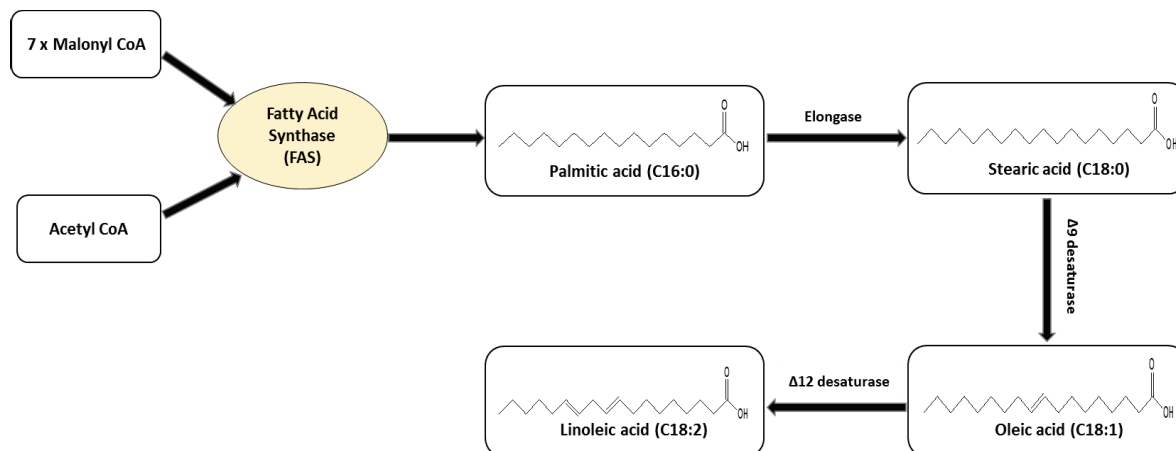 7 x Malonyl CoA
Acetyl CoA
Fatty Acid
Synthase
(FAS)
O
OH
Palmitic acid (C16:0)
Elongase
O
OH
Stearic acid (C18:0)
Δ9 desaturase
O
OH
Oleic acid (C18:1)
Δ12 desaturase
O
OH
Linoleic acid (C18:2)